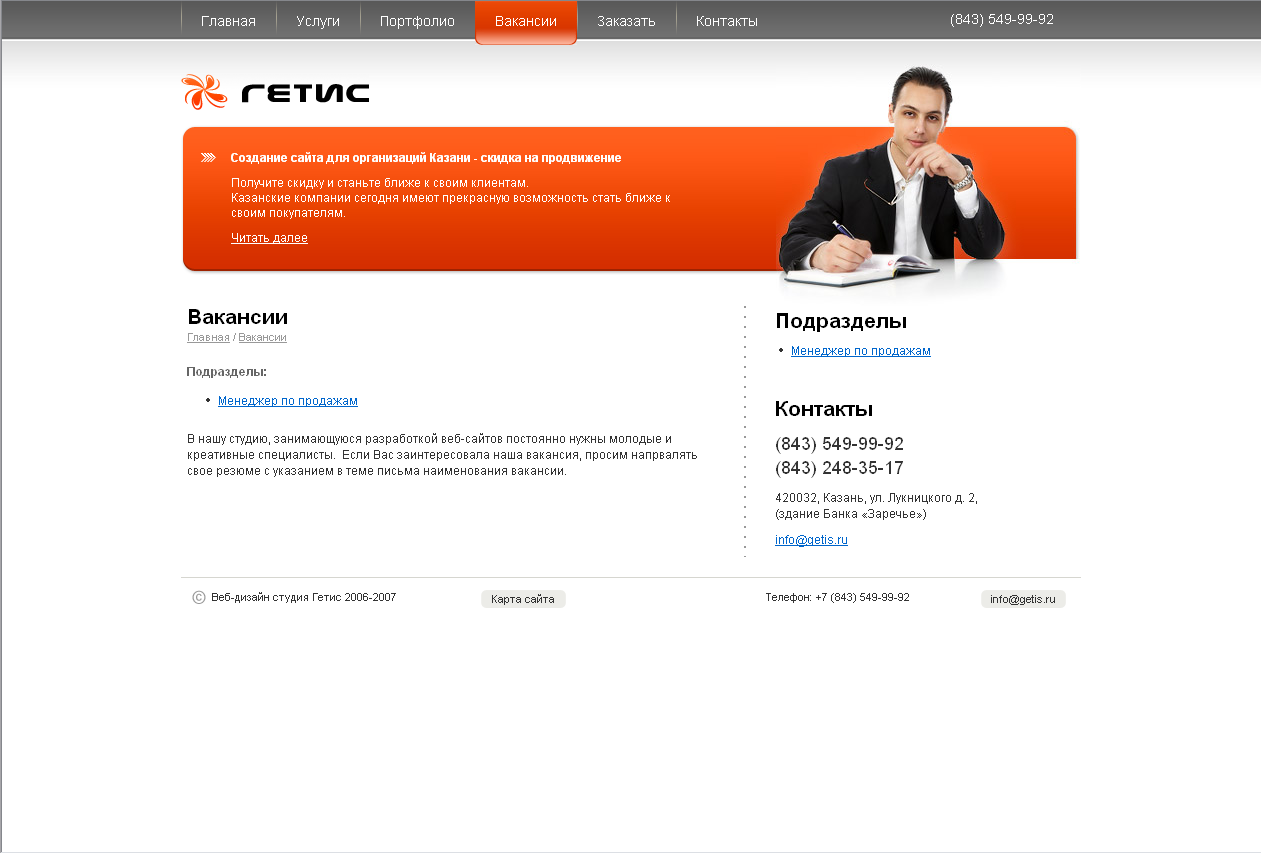 Главная
Услуги
Портфолио
Вакансии
Заказать
Контакты
(843) 549-99-92
ГЕТИС
Создание сайта для организаций Казани - скидка на продвижение
Получите скидку и станьте ближе к своим клиентам.
Казанские компании сегодня имеют прекрасную возможность стать ближе к
своим покупателям.
Читать далее
Вакансии
Главная / Вакансии
Подразделы:
Менеджер по продажам
В нашу студию, занимающуюся разработкой веб-сайтов постоянно нужны молодые и
креативные специалисты.  Если Вас заинтересовала наша вакансия, просим напрвалять
свое резюме с указанием в теме письма наименования вакансии.
Подразделы
Менеджер по продажам
Контакты
(843) 549-99-92
(843) 248-35-17
420032, Казань, ул. Лукницкого д. 2,
(здание Банка «Заречье»)
info@getis.ru
© Веб-дизайн студия Гетис 2006-2007
Карта сайта
Телефон: +7 (843) 549-99-92
info@getis.ru